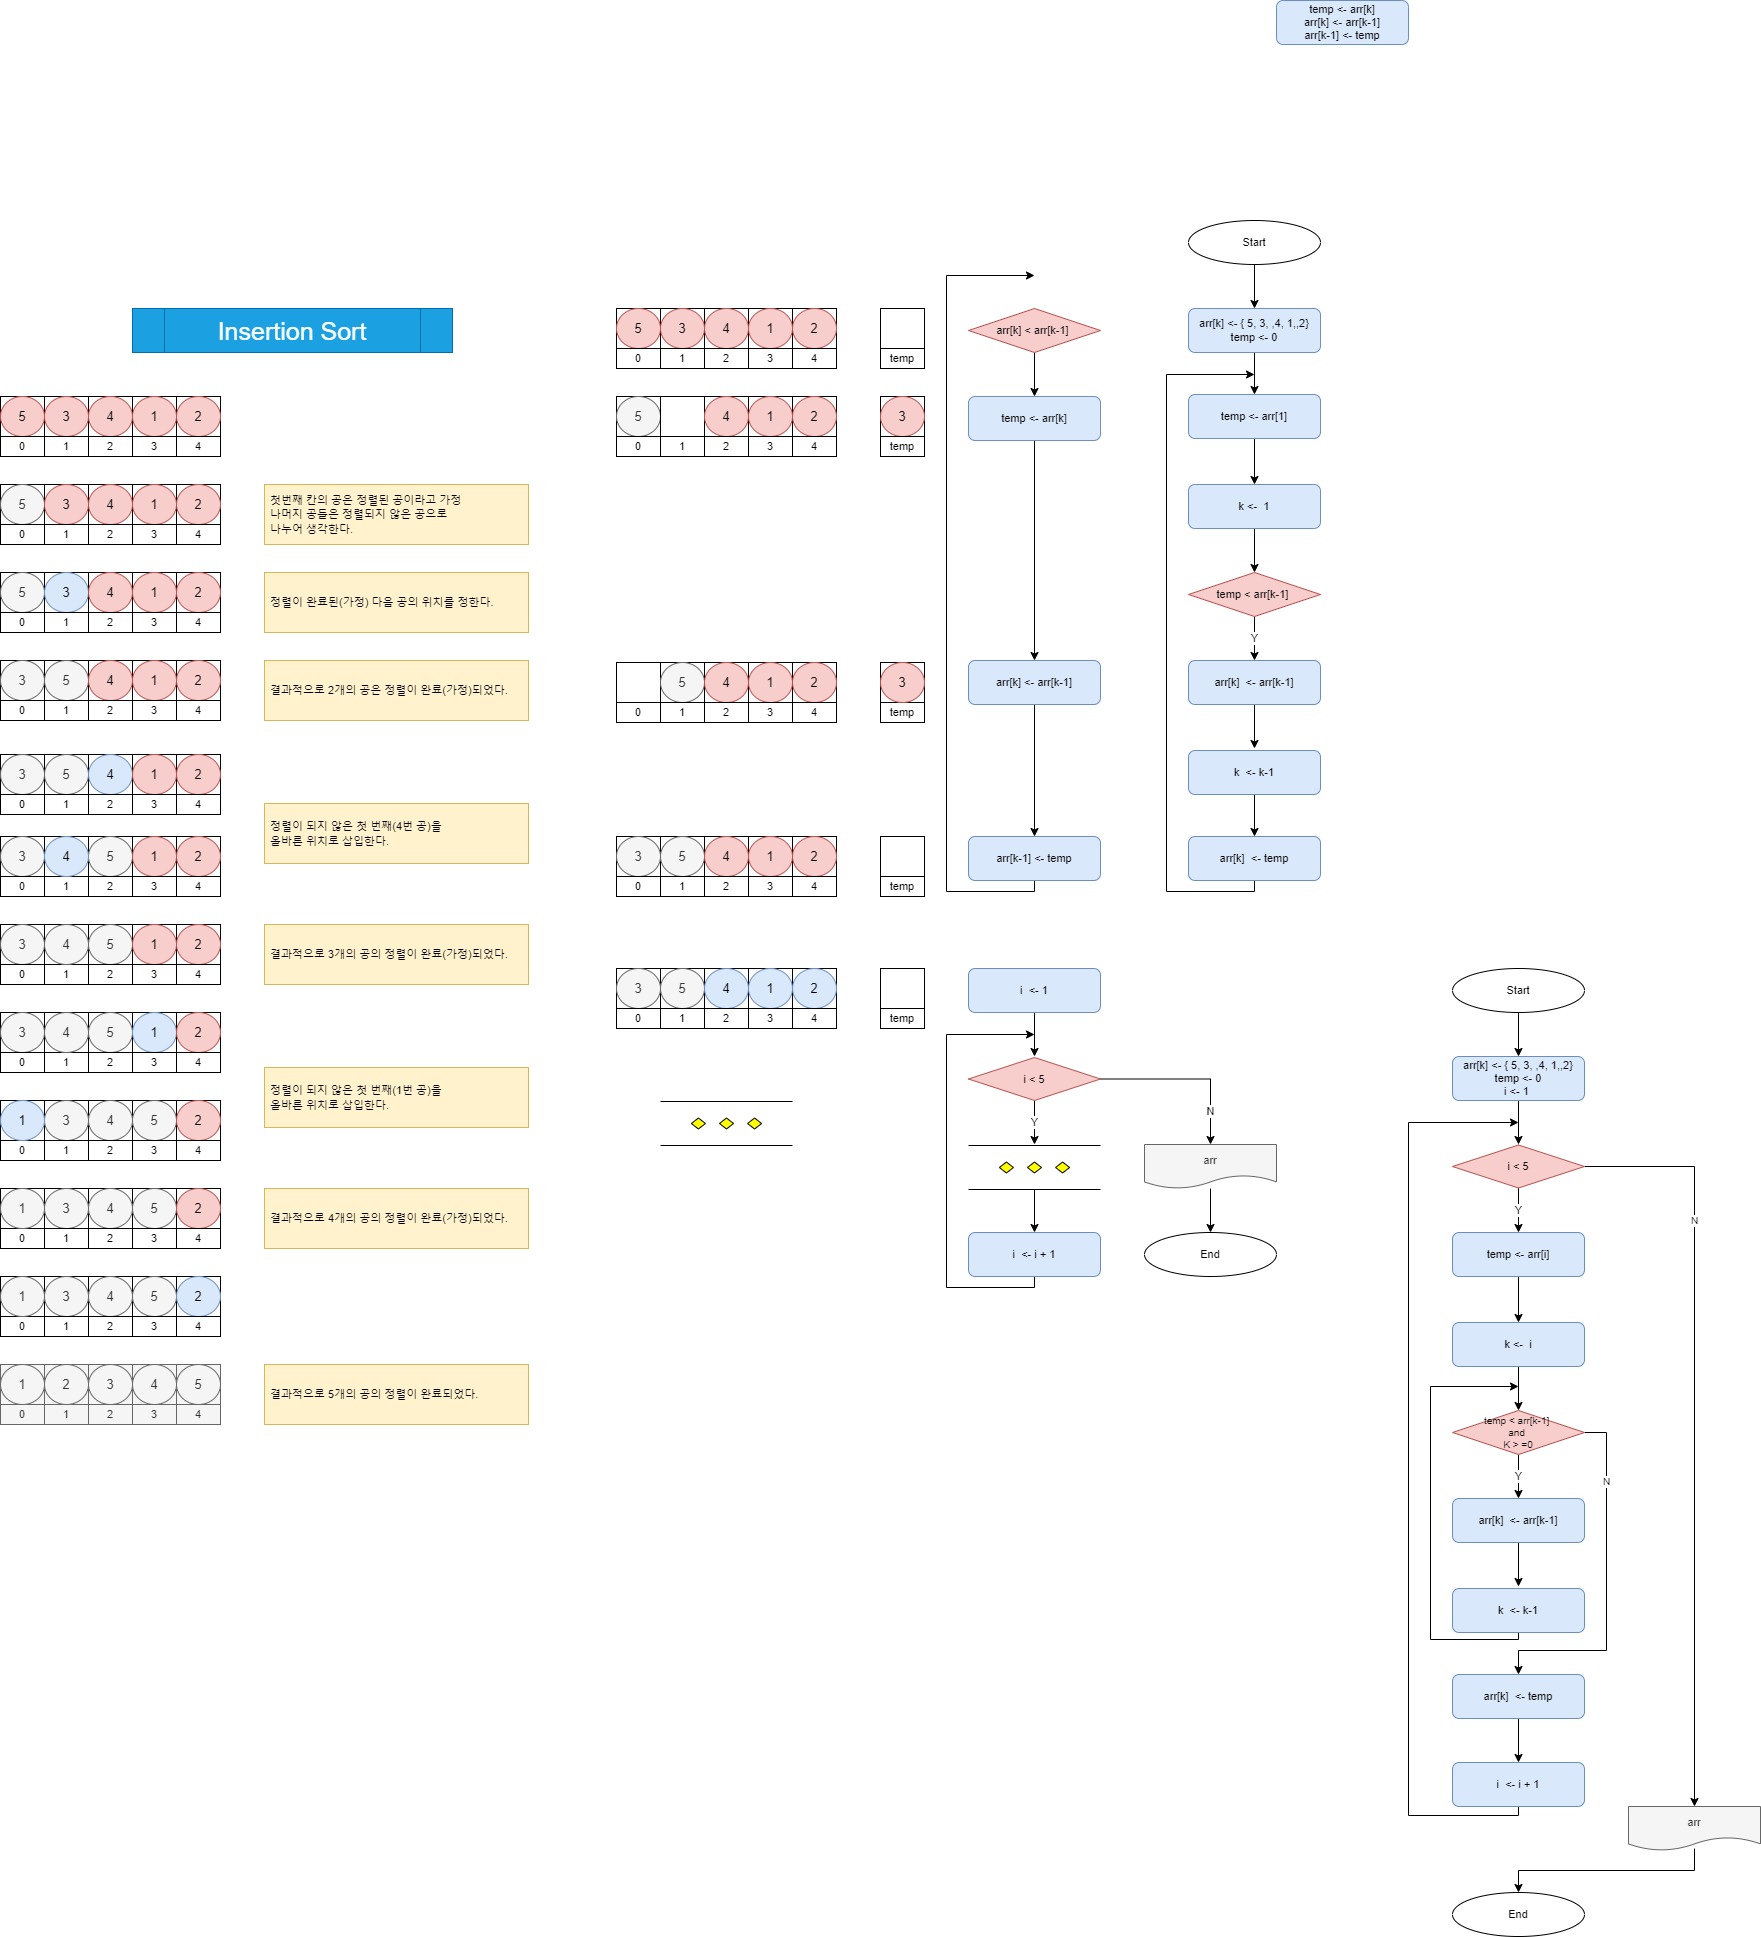 temp <- arr[k]
arr[k] <- arr[k-1]
arr[k-1] <- temp
Insertion Sort
5 3 4 1 2
0 1 2 3 4
5 3 4 1 2
0 1 2 3 4
첫번째 칸의 공은 정렬된 공이라고 가정
나머지 공들은 정렬되지 않은 공으로
나누어 생각한다.
5 3 4 1 2
0 1 2 3 4
정렬이 완료된(가정) 다음 공의 위치를 정한다.
3 5 4 1 2
0 1 2 3 4
결과적으로 2개의 공은 정렬이 완료(가정)되었다.
3 5 4 1 2
0 1 2 3 4
정렬이 되지 않은 첫 번째(4번 공)을
올바른 위치로 삽입한다.
3 4 5 1 2
0 1 2 3 4
3 4 5 1 2
0 1 2 3 4
결과적으로 3개의 공의 정렬이 완료(가정)되었다.
3 4 5 1 2
0 1 2 3 4
정렬이 되지 않은 첫 번째(1번 공)을
올바른 위치로 삽입한다.
1 3 4 5 2
0 1 2 3 4
1 3 4 5 2
0 1 2 3 4
결과적으로 4개의 공의 정렬이 완료(가정)되었다.
1 3 4 5 2
0 1 2 3 4
1 2 3 4 5
0 1 2 3 4
결과적으로 5개의 공의 정렬이 완료되었다.
5 3 4 1 2
0 1 2 3 4
temp
5 4 1 2
0 1 2 3 4
3
temp
5 4 1 2
0 1 2 3 4
3
temp
3 5 4 1 2
0 1 2 3 4
temp
3 5 4 1 2
0 1 2 3 4
temp
arr[k] < arr[k-1]
temp <- arr[k]
arr[k] <- arr[k-1]
arr[k-1] <- temp
Start
arr[k] <- { 5, 3, ,4, 1,,2}
temp <- 0
temp <- arr[1]
k <- 1
temp < arr[k-1]
Y
arr[k] <- arr[k-1]
k <- k-1
arr[k] <- temp
i <- 1
i < 5
Y
N
i <- i + 1
arr
End
Start
arr[k] <- { 5, 3, ,4, 1,,2}
temp <- 0
i <- 1
i < 5
Y
N
temp <- arr[i]
k <- i
temp < arr[k-1]
and
K > =0
Y
N
arr[k] <- arr[k-1]
k <- k-1
arr[k] <- temp
i <- i + 1
arr
End